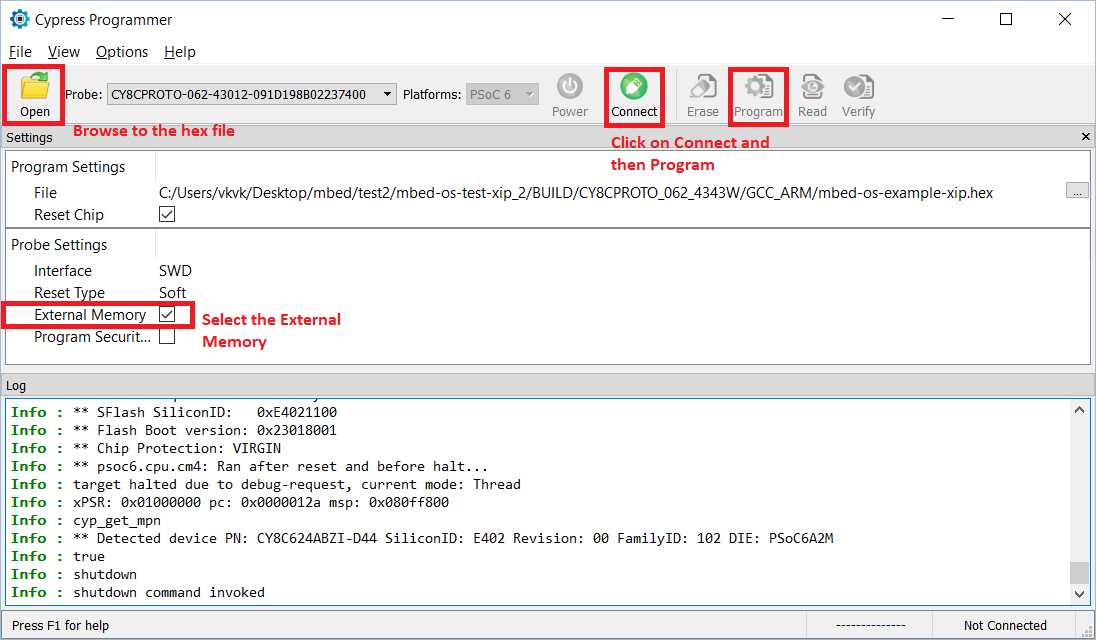 Cypress Programmer
File View Options Help
Open
Probe: CY8CPROTO-062-43012-091D198B02237400 Platforms: PSoC 6
Power
Connect
Erase
Program
Read
Verify
Browse to the hex file
Settings
Click on Connect and
then Program
Program Settings
File C:/Users/vkvk/Desktop/mbed/test2/mbed-os-test-xip_2/BUILD/CY8CPROTO_062_4343W/GCC_ARM/mbed-os-example-xip.hex ...
Reset Chip
Probe Settings
Interface SWD
Reset Type Soft
External Memory
Select the External
Memory
Program Securit...
Log
Info : ** SFlash SiliconID: 0xE4021100
Info : ** Flash Boot version: 0x23018001
Info : ** Chip Protection: VIRGIN
Info : ** psoc6.cpu.cm4: Ran after reset and before halt...
Info : target halted due to debug-request, current mode: Thread
Info : xPSR: 0x01000000 pc: 0x0000012a msp: 0x080ff800
Info : cyp_get_mpn
Info : ** Detected device PN: CY8C624ABZI-D44 SiliconID: E402 Revision: 00 FamilyID: 102 DIE: PSoC6A2M
Info : true
Info : shutdown
Info : shutdown command invoked
Press F1 for help -------------- Not Connected